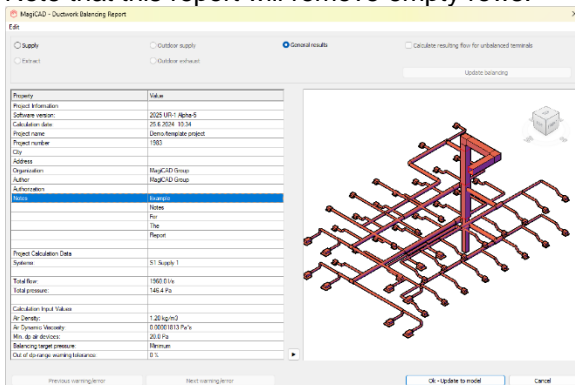 Note that this report will remove empty rows.
MagiCAD - Ductwork Balancing Report
Edit
Supply Outdoor supply General results Calculate resulting flow for unbalanced terminals
Extract Outdoor exhaust
Update balancing
Property Value
Project Information
Software version: 2025 UR-1 Alpha-5
Calculation date: 25.6.2024 10:34
Project name Demo/template project
Project number 1983
City
Address
Organization MagiCAD Group
Author MagiCAD Group
Authorization
Notes Example
Notes
For
The
Report
Project Calculation Data
Systems: S1 Supply 1
Total flow: 1960.0 l/s
Total pressure: 146.4 Pa
Calculation Input Values
Air Density: 1.20 kg/m3
Air Dynamic Viscosity: 0.00001813 Pa*s
Min. dp air devices: 20.0 Pa
Balancing target pressure: Minimum
Out of dp-range warning tolerance 0 %
Previous warning/error Next warning/error Ok - Update to model Cancel